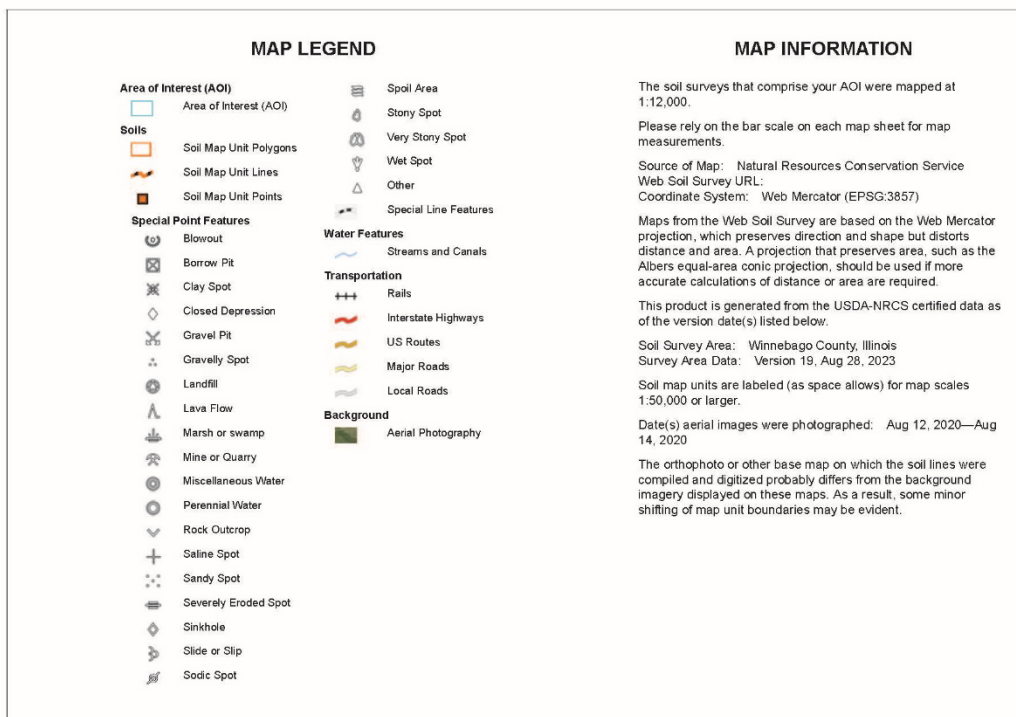 MAP LEGEND
Area of Interest (AOI)
Area of Interest (AOI)
Soils
Soil Map Unit Polygons
Soil Map Unit Lines
Soil Map Unit Points
Special Point Features
Blowout
Borrow Pit
Clay Spot
Closed Depression
Gravel Pit
Gravelly Spot
Landfill
Lava Flow
Marsh or swamp
Mine or Quarry
Miscellaneous Water
Perennial Water
Rock Outcrop
Saline Spot
Sandy Spot
Severely Eroded Spot
Sinkhole
Slide or Slip
Sodic Spot
Spoil Area
Stony Spot
Very Stony Spot
Wet Spot
Other
Special Line Features
Water Features
Streams and Canals
Transportation
Rails
Interstate Highways
US Routes
Major Roads
Local Roads
Background
Aerial Photography
MAP INFORMATION
The soil surveys that comprise your AOI were mapped at
1:12,000.
Please rely on the bar scale on each map sheet for map
measurements.
Source of Map: Natural Resources Conservation Service
Web Soil Survey URL:
Coordinate System: Web Mercator (EPSG:3857)
Maps from the Web Soil Survey are based on the Web Mercator
projection, which preserves direction and shape but distorts
distance and area. A projection that preserves area, such as the
Albers equal-area conic projection, should be used if more
accurate calculations of distance or area are required.
This product is generated from the USDA-NRCS certified data as
of the version date(s) listed below.
Soil Survey Area: Winnebago County, Illinois
Survey Area Data: Version 19, Aug 28, 2023
Soil map units are labeled (as space allows) for map scales
1:50,000 or larger.
Date(s) aerial images were photographed: Aug 12, 2020—Aug
14, 2020
The orthophoto or other base map on which the soil lines were
compiled and digitized probably differs from the background
imagery displayed on these maps. As a result, some minor
shifting of map unit boundaries may be evident.